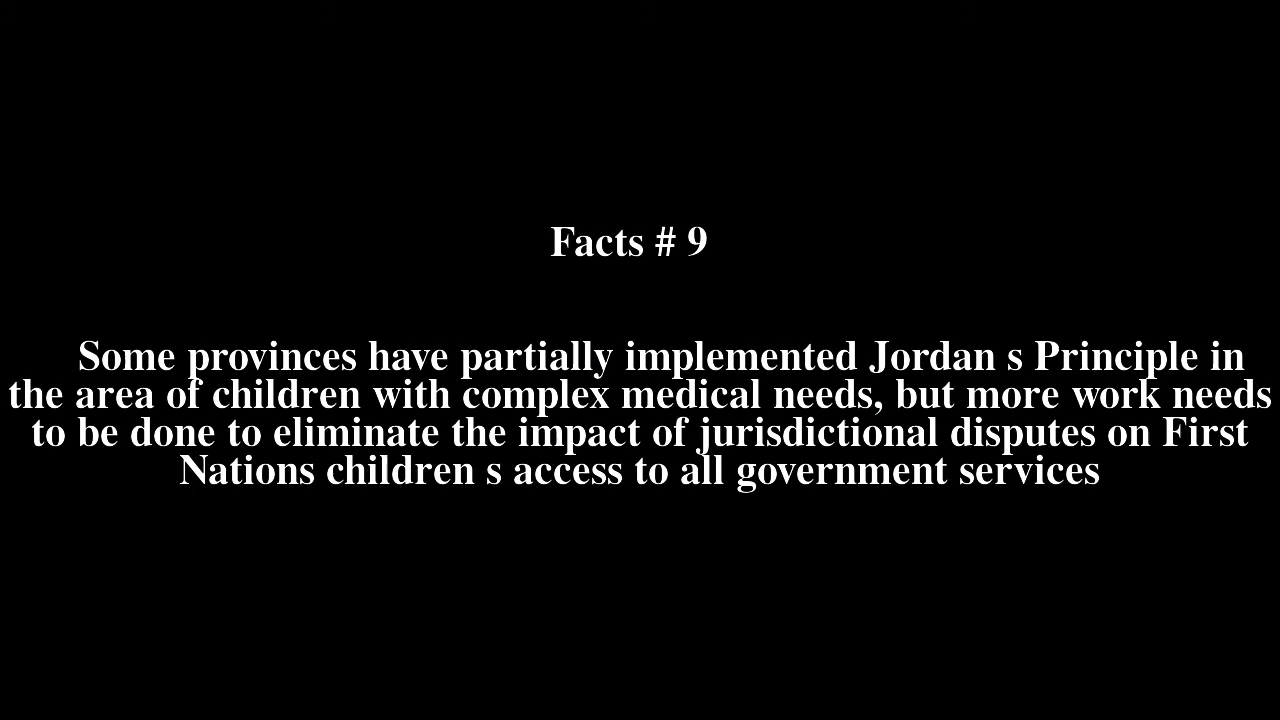 Facts # 9
Some provinces have partially implemented Jordan s Principle in
the area of children with complex medical needs, but more work needs
to be done to eliminate the impact of jurisdictional disputes on First
Nations children s access to all government services